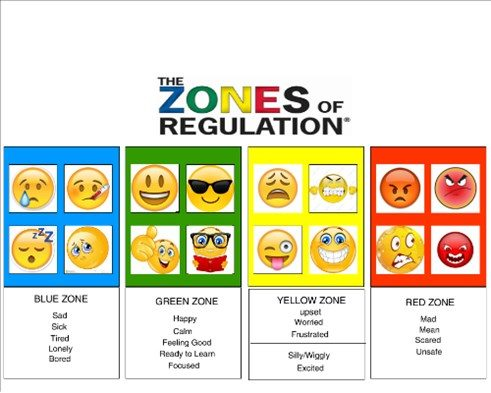 THE
ZONES OF
REGULATION®
BLUE ZONE
Sad
Sick
Tired
Lonely
Bored
GREEN ZONE
Happy
Calm
Feeling Good
Ready to Learn
Focused
YELLOW ZONE
upset
Worried
Frustrated
Silly/Wiggly
Excited
RED ZONE
Mad
Mean
Scared
Unsafe